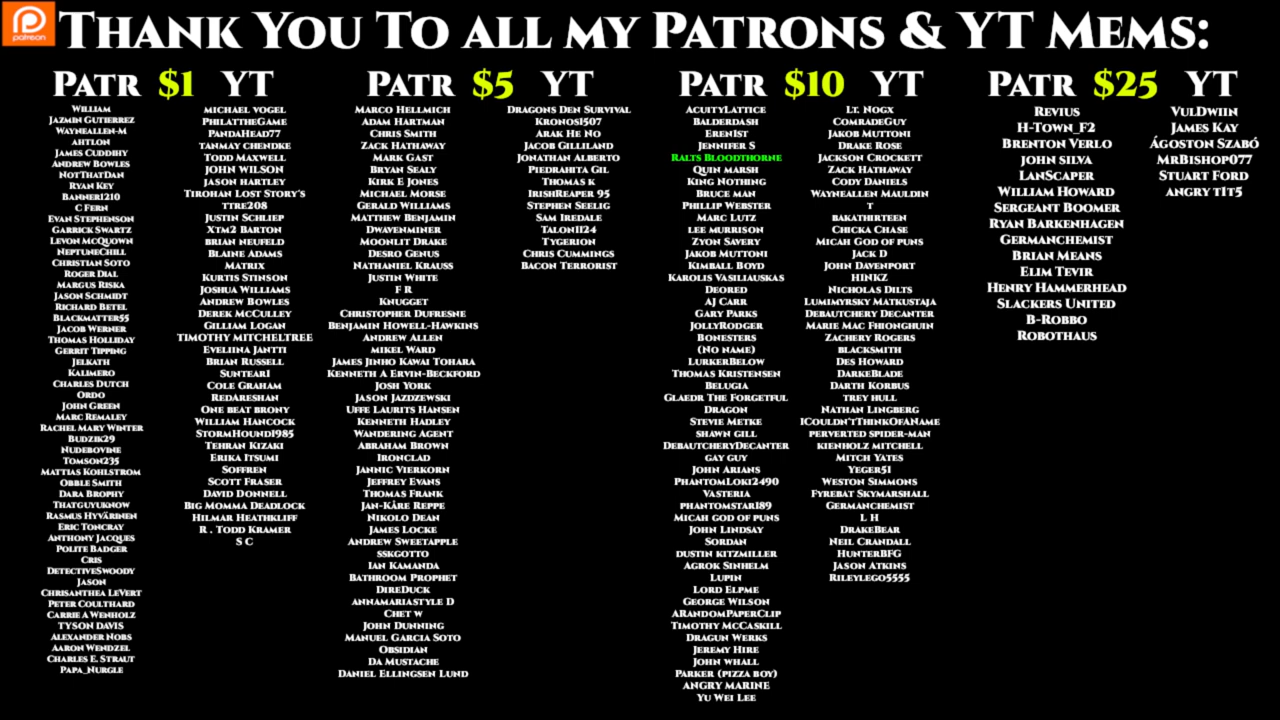 patreon
Thank You To all my Patrons & YT Mems:
Patr $1 YT
William
Jazmin Gutierrez
Wayneallen-M
Ahtlon
James Cuddihy
Andrew Bowles
NotThatDan
Ryan Key
Banner1210
C Fern
Evan Stephenson
Garrick Swartz
Levon McQuown
NeptuneChill
Christian Soto
Roger Dial
Margus Riska
Jason Schmidt
Richard Betel
Blackmatter55
Jacob Werner
Thomas Holliday
Gerrit Tipping
Jelkath
Kalimero
Charles Dutch
Ordo
John Green
Marc Remaley
Rachel Mary Winter
Budzik29
Nudebovine
Tomson235
Mattias Kohlstrom
Obble Smith
Dara Brophy
Thatguyuknow
Rasmus Hyvärinen
Eric Toncray
Anthony Jacques
Polite Badger
Cris
DetectiveSwoody
Jason
Chrisanthea LeVert
Peter Coulthard
Carrie A Wenholz
TYSON DAVIS
Alexander Nobs
Aaron Wendzel
Charles E. Straut
Papa_Nurgle
michael vogel
PhilatteGame
PandaHead77
tanmay chendke
Todd Maxwell
JOHN WILSON
jason hartley
Tirohan Lost Story's
ttre208
Justin Schliep
Xtm2 Barton
brian neufeld
Blaine Adams
Matrix
Kurtis Stinson
Joshua Williams
Andrew Bowles
Derek McCulley
Gilliam Logan
TIMOTHY MITCHELTREE
Eveliina Jantti
Brian Russell
Suntear1
Cole Graham
Redáreshan
One beat brony
William Hancock
StormHound1985
Tehran Kizaki
Erika Itsumi
Soffren
Scott Fraser
David Donnell
Big Momma Deadlock
Hilmar Heathkliff
R . Todd Kramer
S C
Patr $5 YT
Marco Hellmich
Adam Hartman
Chris Smith
Zack Hathaway
Mark Gast
Bryan Sealy
Kirk E Jones
Michael Morse
Gerald Williams
Matthew Benjamin
Dwavenminer
Moonlit Drake
Desro Genus
Nathaniel Krauss
Justin White
F R
Knugget
Christopher Dufresne
Benjamin Howell-Hawkins
Andrew Allen
mikel Ward
James Jinho Kawai Tohara
Kenneth A Ervin-Beckford
Josh York
Jason Jazdzewski
Uffe Laurits Hansen
Kenneth Hadley
Wandering Agent
Abraham Brown
Ironclad
Jannic Vierkorn
Jeffrey Evans
Thomas Frank
Jan-Kåre Reppe
Nikolo Dean
James Locke
Andrew Sweetapple
sskgotto
Ian Kamanda
Bathroom Prophet
DireDuck
annamariastyle D
Chet w
John Dunning
Manuel Garcia Soto
Obsidian
Da Mustache
Daniel Ellingsen Lund
Dragons Den Survival
Kronos1507
Arak He No
Jacob Gilliland
Jonathan Alberto
Piedrahita Gil
Thomas k
IrishReaper 95
Stephen Seelig
Sam Iredale
Talon1124
Tygerion
Chris Cummings
Bacon Terrorist
Patr $10 YT
AcuityLattice
Balderdash
Eren1st
Jennifer S
Ralts Bloodthorne
Quin marsh
King Nothing
Bruce man
Phillip Webster
Marc Lutz
lee murrison
Zyon Savery
Jakob Muttoni
Kimball Boyd
Karolis Vasiliauskas
Deored
AJ Carr
Gary Parks
JollyRodger
Bonesters
(No name)
LurkerBelow
Thomas Kristensen
Belugia
Glaedr The Forgetful
Dragon
Stevie Metke
shawn gill
DebautcheryDecanter
gay guy
John Arians
PhantomLoki2490
Vasteria
phantomstar189
Micah god of puns
John Lindsay
Sordan
dustin kitzmiller
Agrok Sinhelm
Lupin
Lord Elpme
George Wilson
ARandomPaperClip
Timothy McCaskill
Dragun Werks
Jeremy Hire
John whall
Parker (pizza boy)
ANGRY MARINE
Yu Wei Lee
Lt. Nogx
ComradeGuy
Jakob Muttoni
Drake Rose
Jackson Crockett
Zack Hathaway
Cody Daniels
Wayneallen Mauldin
T
bakathirteen
Chicka Chase
Micah God of puns
Jack D
John Davenport
H1NKZ
Nicholas Dilts
Lumimyrsky Matkustaja
Debautchery Decanter
Marie Mac Fhionghuin
Zachery Rogers
blacksmith
Des Howard
DarkeBlade
Darth Korbus
trey hull
Nathan Lingberg
ICouldn'tThinkOfAName
perverted spider-man
kienholz mitchell
Mitch Yates
Yeger51
Weston Simmons
Fyrebat Skymarshall
Germanchemist
L H
DrakeBear
Neil Crandall
HunterBFG
Jason Atkins
Rileylego5555
Patr $25 YT
Revius
H-Town_F2
Brenton Verlo
john silva
LanScaper
William Howard
Sergeant Boomer
Ryan Barkenhagen
Germanchemist
Brian Means
Elim Tevir
Henry Hammerhead
Slackers United
B-Robbo
Robothaus
VulDwiin
James Kay
Ágoston Szabó
MrBishop077
Stuart Ford
angry t1t5